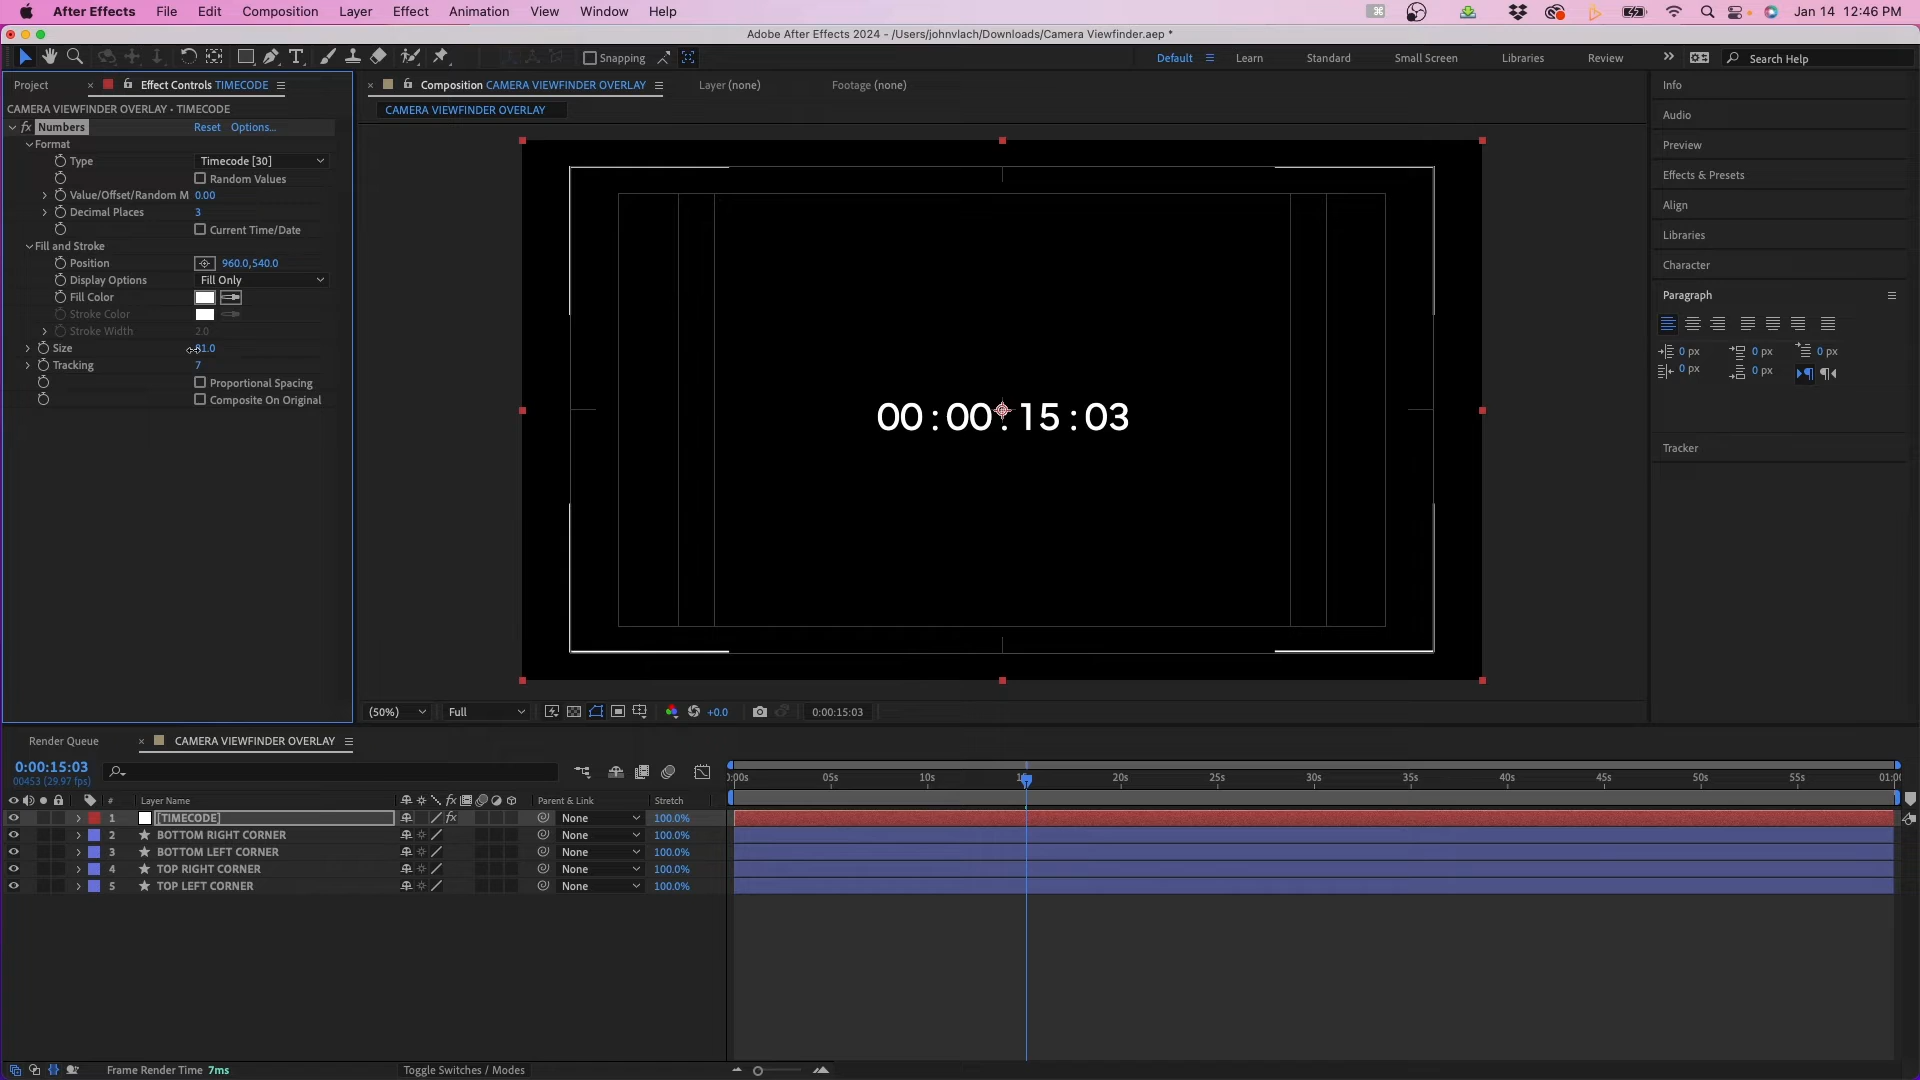 After Effects File Edit Composition Layer Effect Animation View Window Help Jan 14 12:46 PM
Adobe After Effects 2024 - /Users/johnvlach/Downloads/Camera Viewfinder.aep *
Snapping Default Learn Standard Small Screen Libraries Review Search Help
Project Effect Controls TIMECODE
CAMERA VIEWFINDER OVERLAY • TIMECODE
fx Numbers Reset Options...
Format
Type Timecode [30]
Random Values
Value/Offset/Random M 0.00
Decimal Places 3
Current Time/Date
Fill and Stroke
Position 960.0,540.0
Display Options Fill Only
Fill Color
Stroke Color
Stroke Width 2.0
Size
Tracking 7
Proportional Spacing
Composite On Original
Composition CAMERA VIEWFINDER OVERLAY Layer (none) Footage (none)
CAMERA VIEWFINDER OVERLAY
00:00:15:03
(50%) Full +0.0 0:00:15:03
Info
Audio
Preview
Effects & Presets
Align
Libraries
Character
Paragraph
0 px 0 px 0 px
0 px 0 px
Tracker
Render Queue CAMERA VIEWFINDER OVERLAY
0:00:15:03
00453 (29.97 fps)
:00s 05s 10s 20s 25s 30s 35s 40s 45s 50s 55s 01:0
# Layer Name fx Parent & Link Stretch
1 [TIMECODE] fx None 100.0%
2 BOTTOM RIGHT CORNER None 100.0%
3 BOTTOM LEFT CORNER None 100.0%
4 TOP RIGHT CORNER None 100.0%
5 TOP LEFT CORNER None 100.0%
Frame Render Time 7ms Toggle Switches / Modes